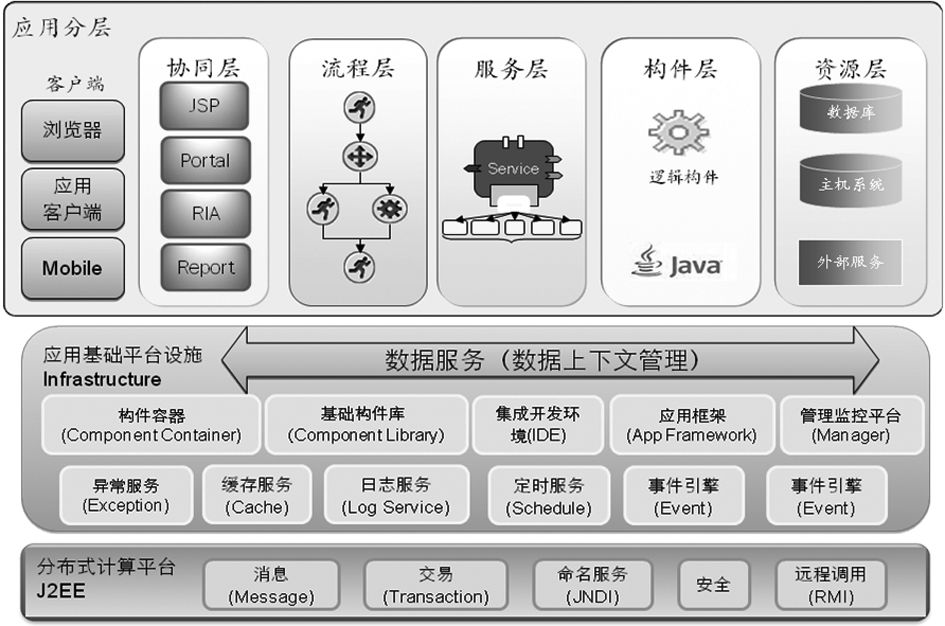 应用分层
客户端
浏览器
应用
客户端
Mobile
协同层
JSP
Portal
RIA
Report
流程层
服务层
Service
构件层
逻辑构件
Java
资源层
数据库
主机系统
外部服务
应用基础平台设施
Infrastructure
数据服务（数据上下文管理）
构件容器
(Component Container)
基础构件库
(Component Library)
集成开发环
境(IDE)
应用框架
(App Framework)
管理监控平台
(Manager)
异常服务
(Exception)
缓存服务
(Cache)
日志服务
(Log Service)
定时服务
(Schedule)
事件引擎
(Event)
事件引擎
(Event)
分布式计算平台
J2EE
消息
(Message)
交易
(Transaction)
命名服务
(JNDI)
安全
远程调用
(RMI)